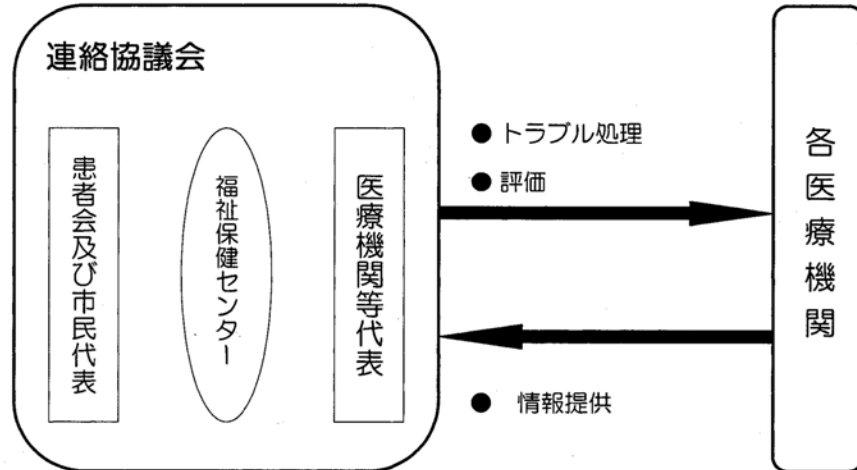 連絡協議会
患者会及び市民代表
福祉保健センター
医療機関等代表
● トラブル処理
● 評価
● 情報提供
各医療機関